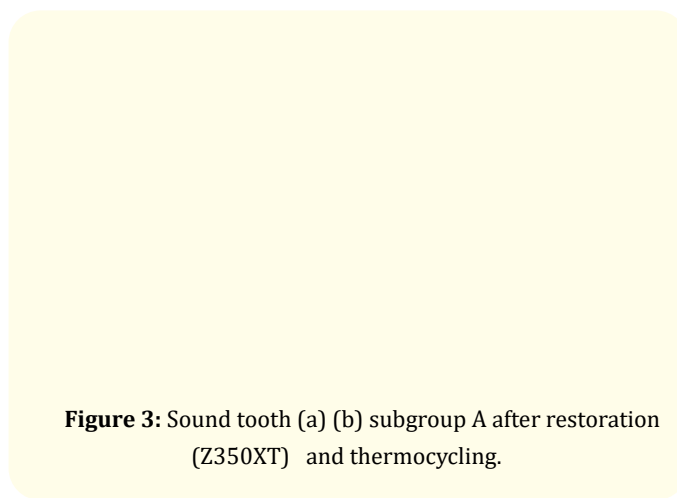 Figure 3: Sound tooth (a) (b) subgroup A after restoration
(Z350XT) and thermocycling.